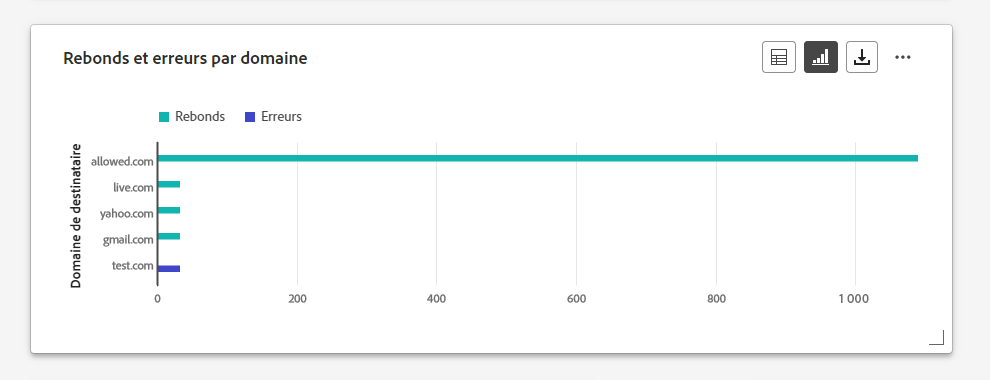 Rebonds et erreurs par domaine
Rebonds Erreurs
Domaine de destinataire
allowed.com
live.com
yahoo.com
gmail.com
test.com
0 200 400 600 800 1 000